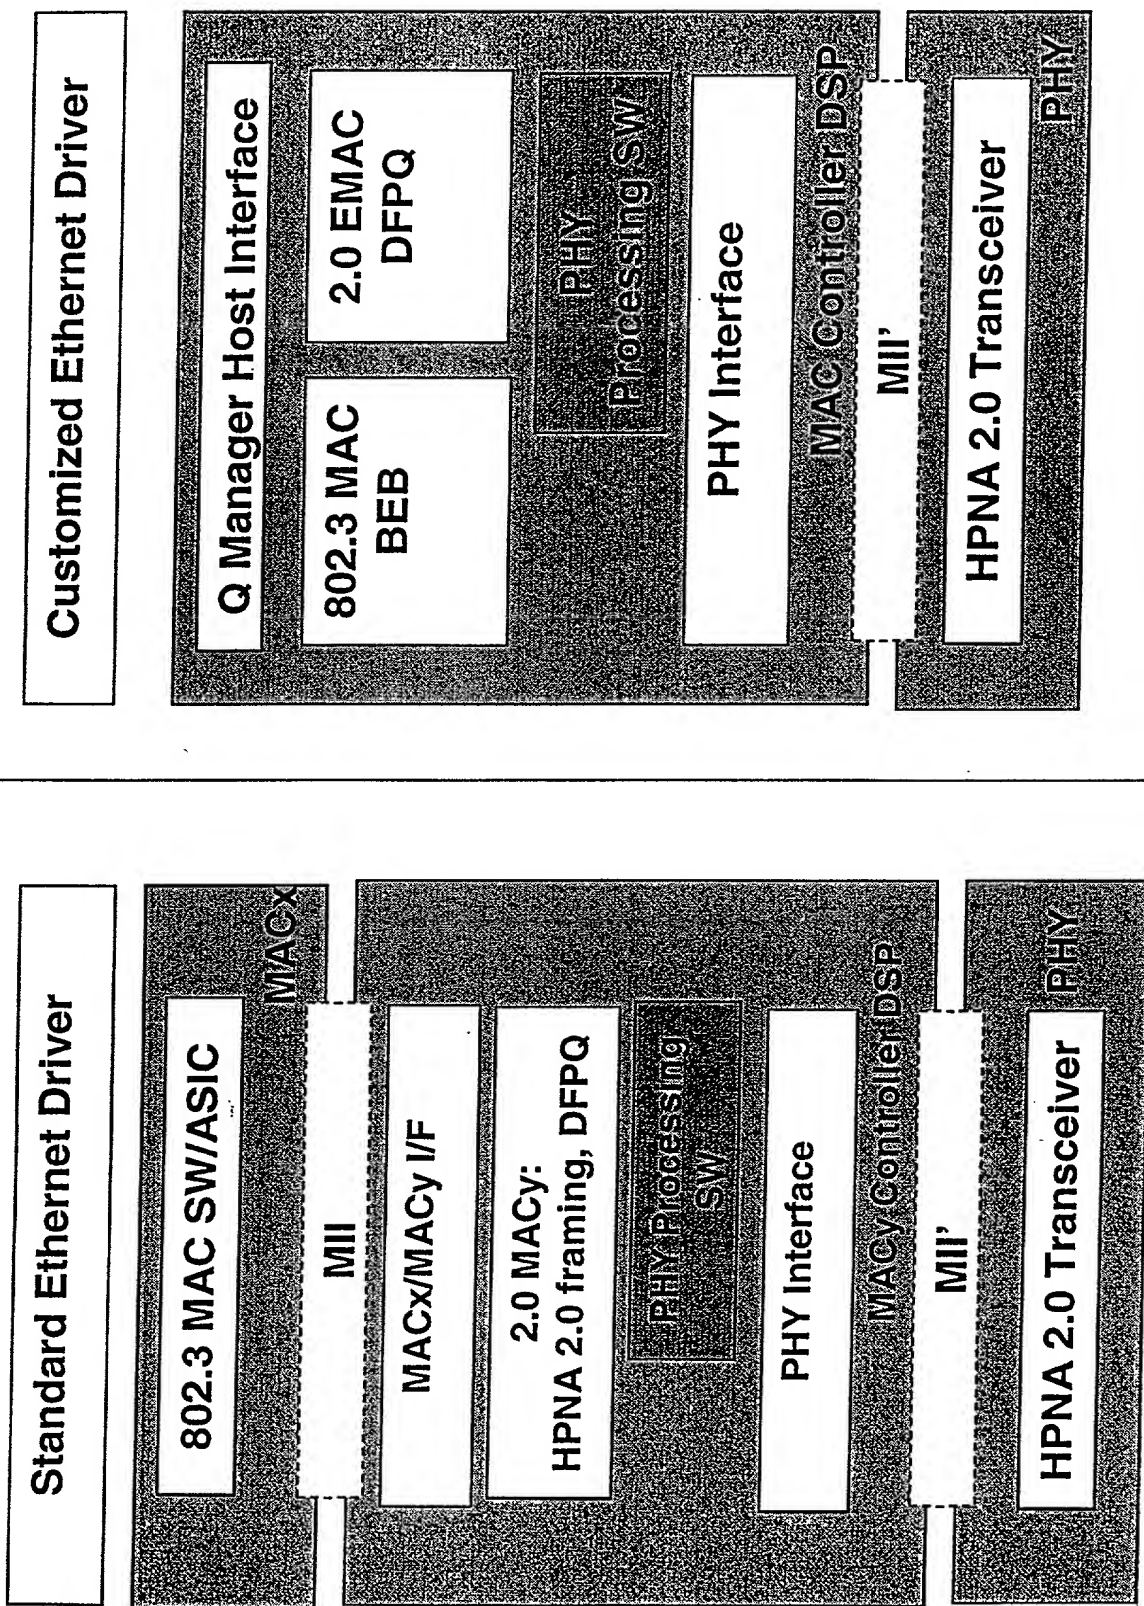 Standard Ethernet Driver
802.3 MAC SW/ASIC
MACx
MII
MACx/MACy I/F
2.0 MACy:
HPNA 2.0 framing, DFPQ
PHY Processing
SW
PHY Interface
MACy Controller DSP
MII'
HPNA 2.0 Transceiver
PHY
Customized Ethernet Driver
Q Manager Host Interface
802.3 MAC
BEB
2.0 EMAC
DFPQ
PHY
Processing SW
PHY Interface
MAC Controller DSP
MII'
HPNA 2.0 Transceiver
PHY